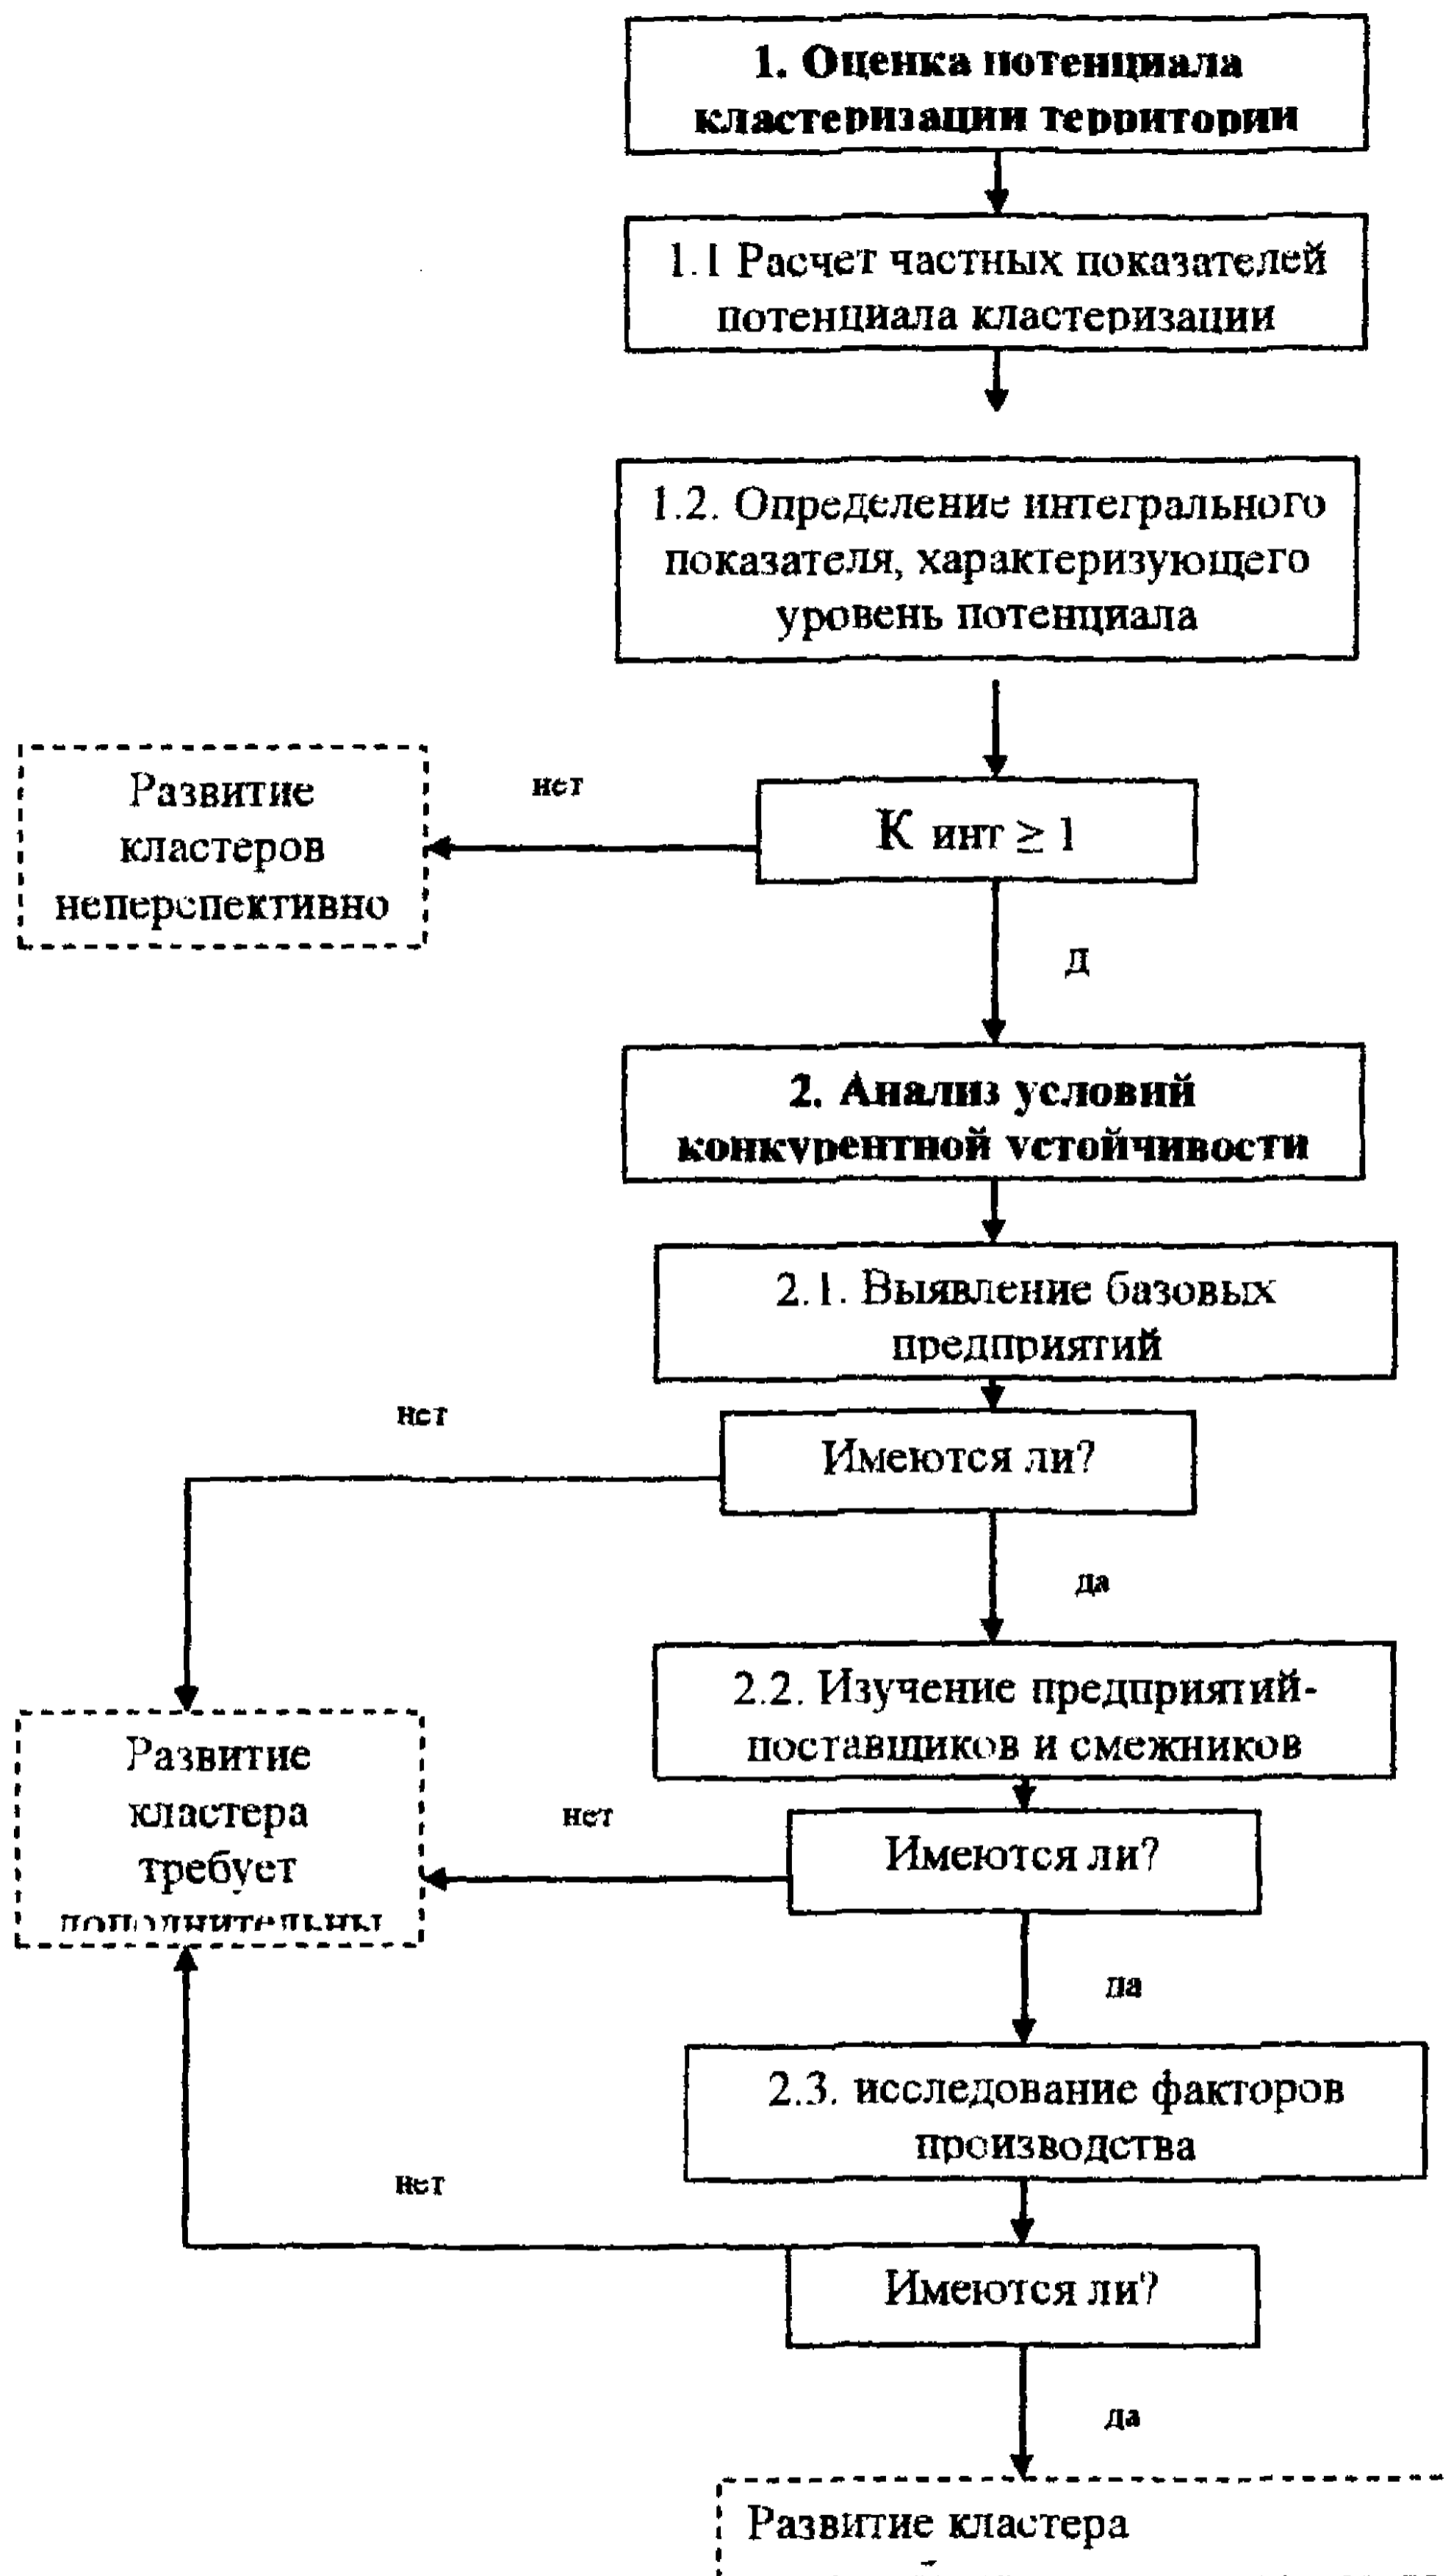 1. Оценка потенциала
кластеризации территории
1.1 Расчет частных показателей
потенциала кластеризации
1.2. Определение интегрального
показателя, характеризующего
уровень потенциала
нет
К инт ≥ 1
Развитие
кластеров
неперспективно
Д
2. Анализ условий
конкурентной устойчивости
2.1. Выявление базовых
предприятий
нет
Имеются ли?
да
2.2. Изучение предприятий-
поставщиков и смежников
Развитие
кластера
требует
дополнительны
нет
Имеются ли?
да
2.3. исследование факторов
производства
нет
Имеются ли?
да
Развитие кластера